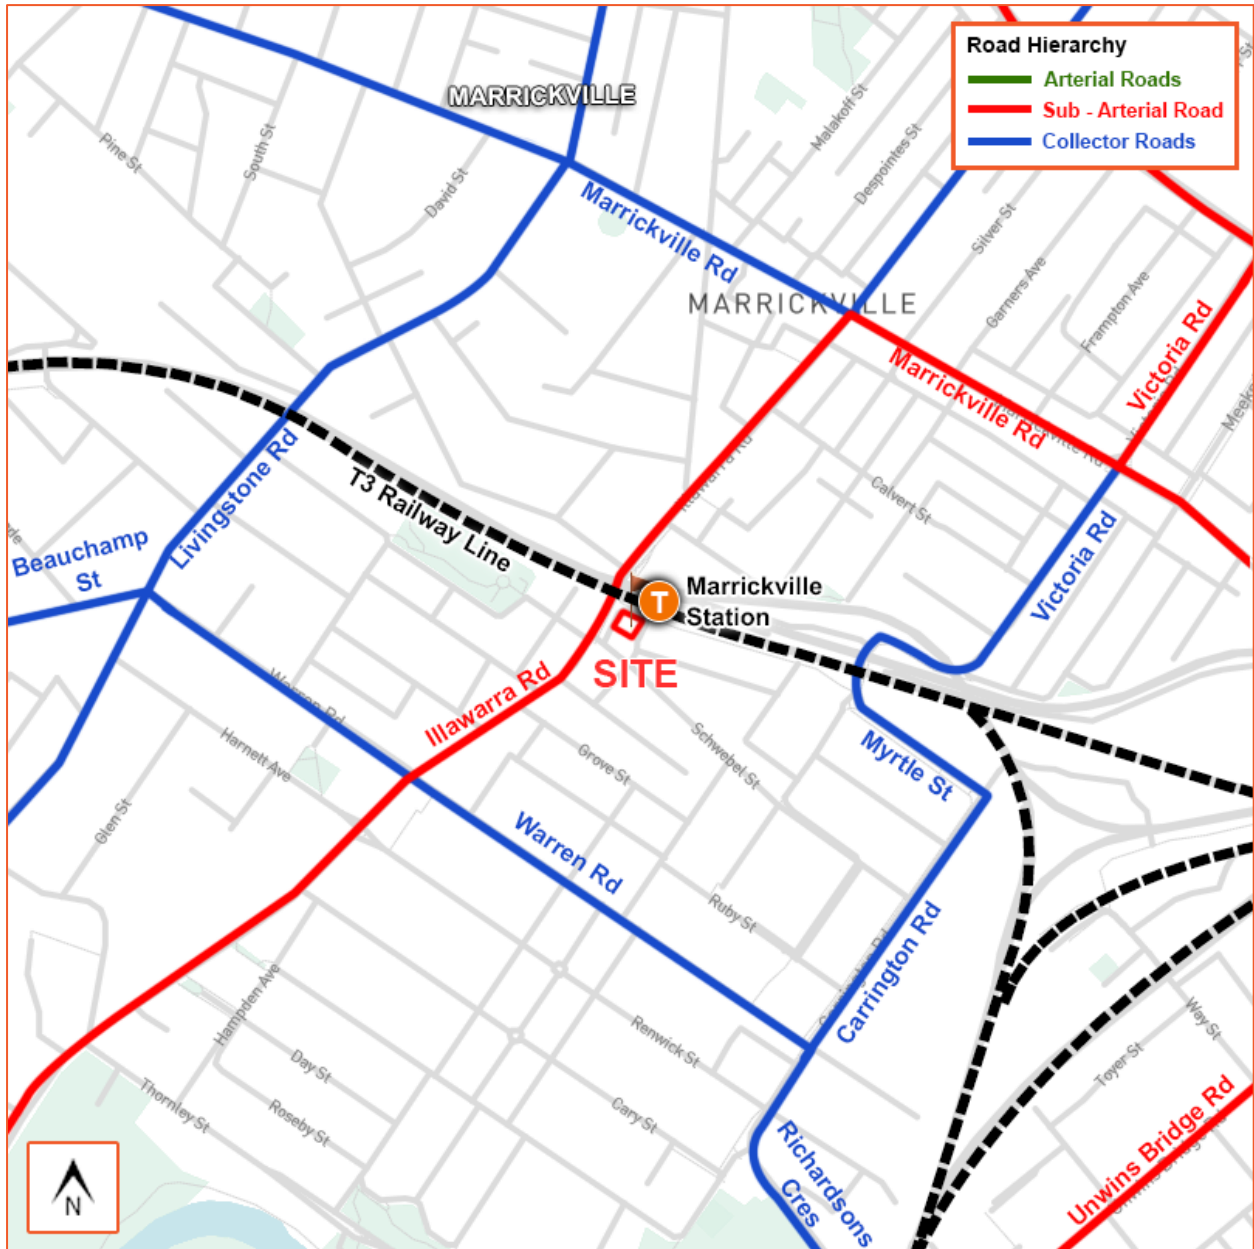 Road Hierarchy
Arterial Roads
Sub - Arterial Road
Collector Roads
MARRICKVILLE
Malakoff St
Pine St
South St
David St
Despointes St
Marrickville Rd
Silver St
MARRICKVILLE
Garners Ave
Frampton Ave
Victoria Rd
Marrickville Rd
Livingstone Rd
T3 Railway Line
Illawarra Rd
Calvert St
Beauchamp
St
Victoria Rd
T
Marrickville
Station
SITE
Illawarra Rd
Warren Rd
Harnett Ave
Grove St
Schwebel St
Myrtle St
Glen St
Warren Rd
Ruby St
Carrington Rd
Carrington Rd
Hampden Ave
Renwick St
Way St
Toyer St
Day St
Thornley St
Roseby St
Cary St
Richardsons
Cres
Unwins Bridge Rd
N